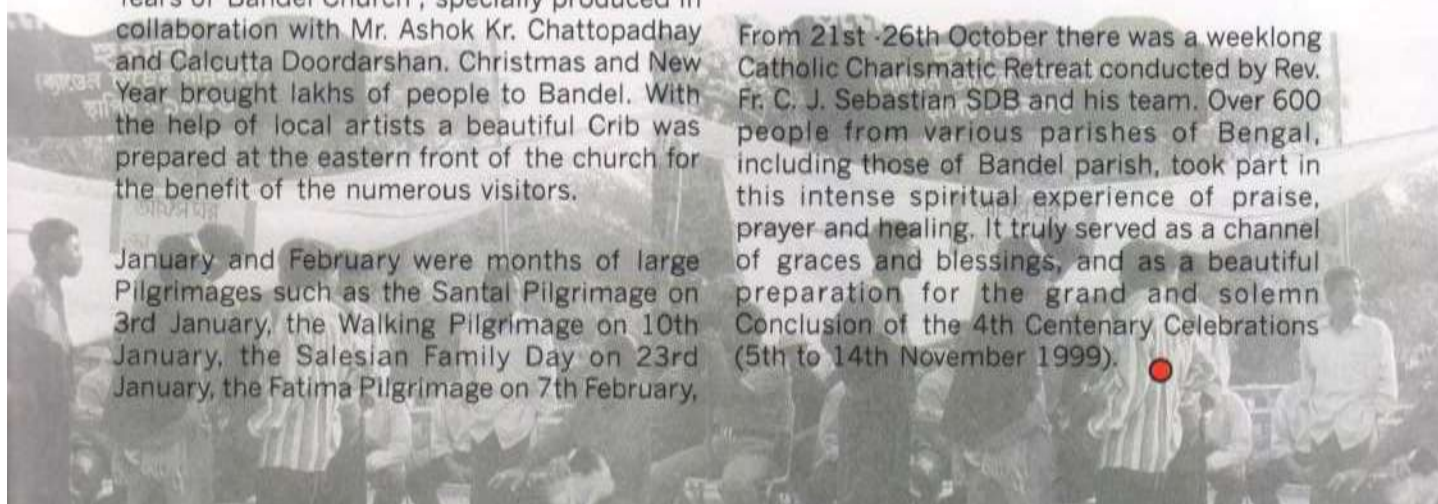 Years of Bandel Church', specially produced in
collaboration with Mr. Ashok Kr. Chattopadhay
and Calcutta Doordarshan. Christmas and New
Year brought lakhs of people to Bandel. With
the help of local artists a beautiful Crib was
prepared at the eastern front of the church for
the benefit of the numerous visitors.
January and February were months of large
Pilgrimages such as the Santal Pilgrimage on
3rd January, the Walking Pilgrimage on 10th
January, the Salesian Family Day on 23rd
January, the Fatima Pilgrimage on 7th February,
From 21st -26th October there was a weeklong
Catholic Charismatic Retreat conducted by Rev.
Fr. C. J. Sebastian SDB and his team. Over 600
people from various parishes of Bengal,
including those of Bandel parish, took part in
this intense spiritual experience of praise,
prayer and healing. It truly served as a channel
of graces and blessings, and as a beautiful
preparation for the grand and solemn
Conclusion of the 4th Centenary Celebrations
(5th to 14th November 1999).